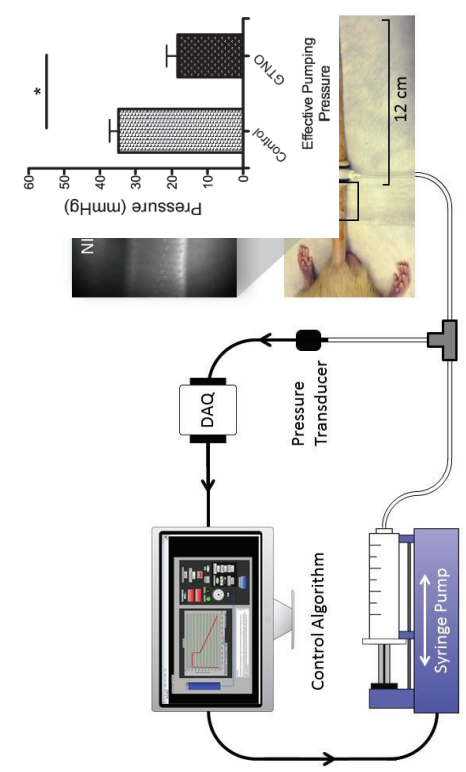 *
60
50
40
30
20
10
0
Pressure (mmHg)
Control
GTNO
Effective Pumping
Pressure
NI
12 cm
DAQ
Pressure
Transducer
Control Algorithm
Syringe Pump